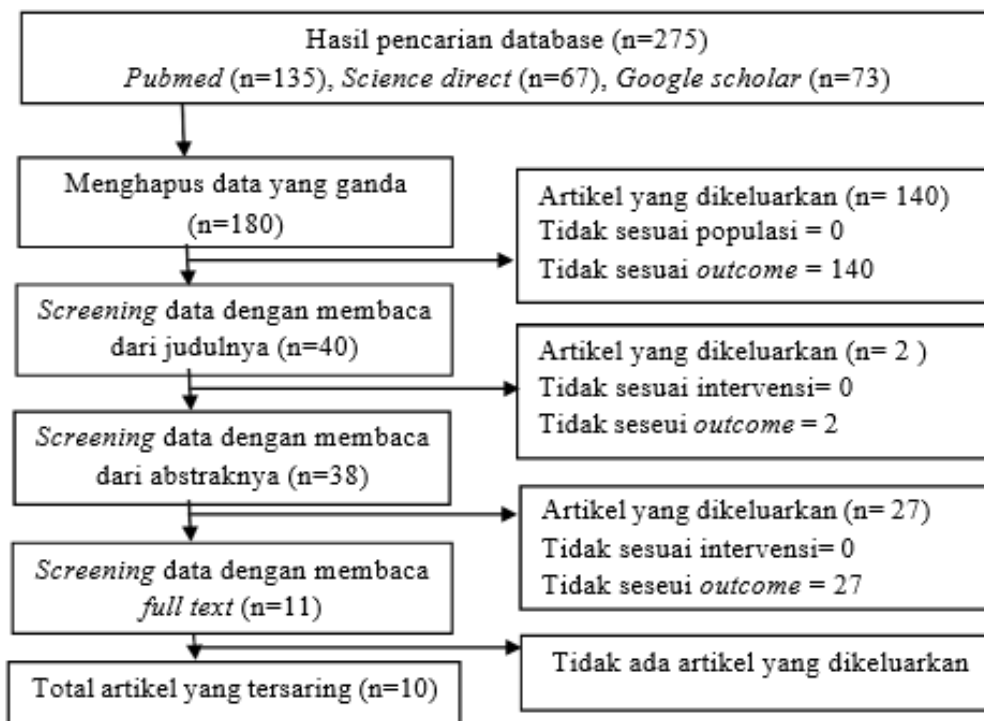 Hasil pencarian database (n=275)
Pubmed (n=135), Science direct (n=67), Google scholar (n=73)
Menghapus data yang ganda
(n=180)
Artikel yang dikeluarkan (n= 140)
Tidak sesuai populasi = 0
Tidak sesuai outcome = 140
Screening data dengan membaca
dari judulnya (n=40)
Artikel yang dikeluarkan (n= 2 )
Tidak sesuai intervensi= 0
Tidak seseui outcome = 2
Screening data dengan membaca
dari abstraknya (n=38)
Artikel yang dikeluarkan (n= 27)
Tidak sesuai intervensi= 0
Tidak seseui outcome = 27
Screening data dengan membaca
full text (n=11)
Tidak ada artikel yang dikeluarkan
Total artikel yang tersaring (n=10)